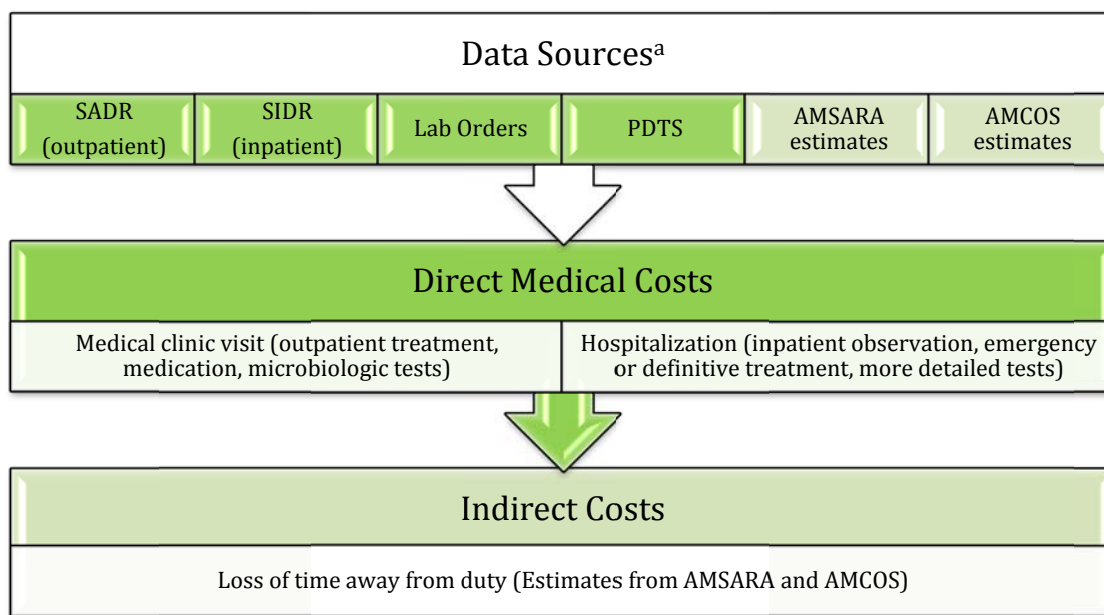 Data Sourcesᵃ
SADR
(outpatient)
SIDR
(inpatient)
Lab Orders
PDTS
AMSARA
estimates
AMCOS
estimates
Direct Medical Costs
Medical clinic visit (outpatient treatment,
medication, microbiologic tests)
Hospitalization (inpatient observation, emergency
or definitive treatment, more detailed tests)
Indirect Costs
Loss of time away from duty (Estimates from AMSARA and AMCOS)